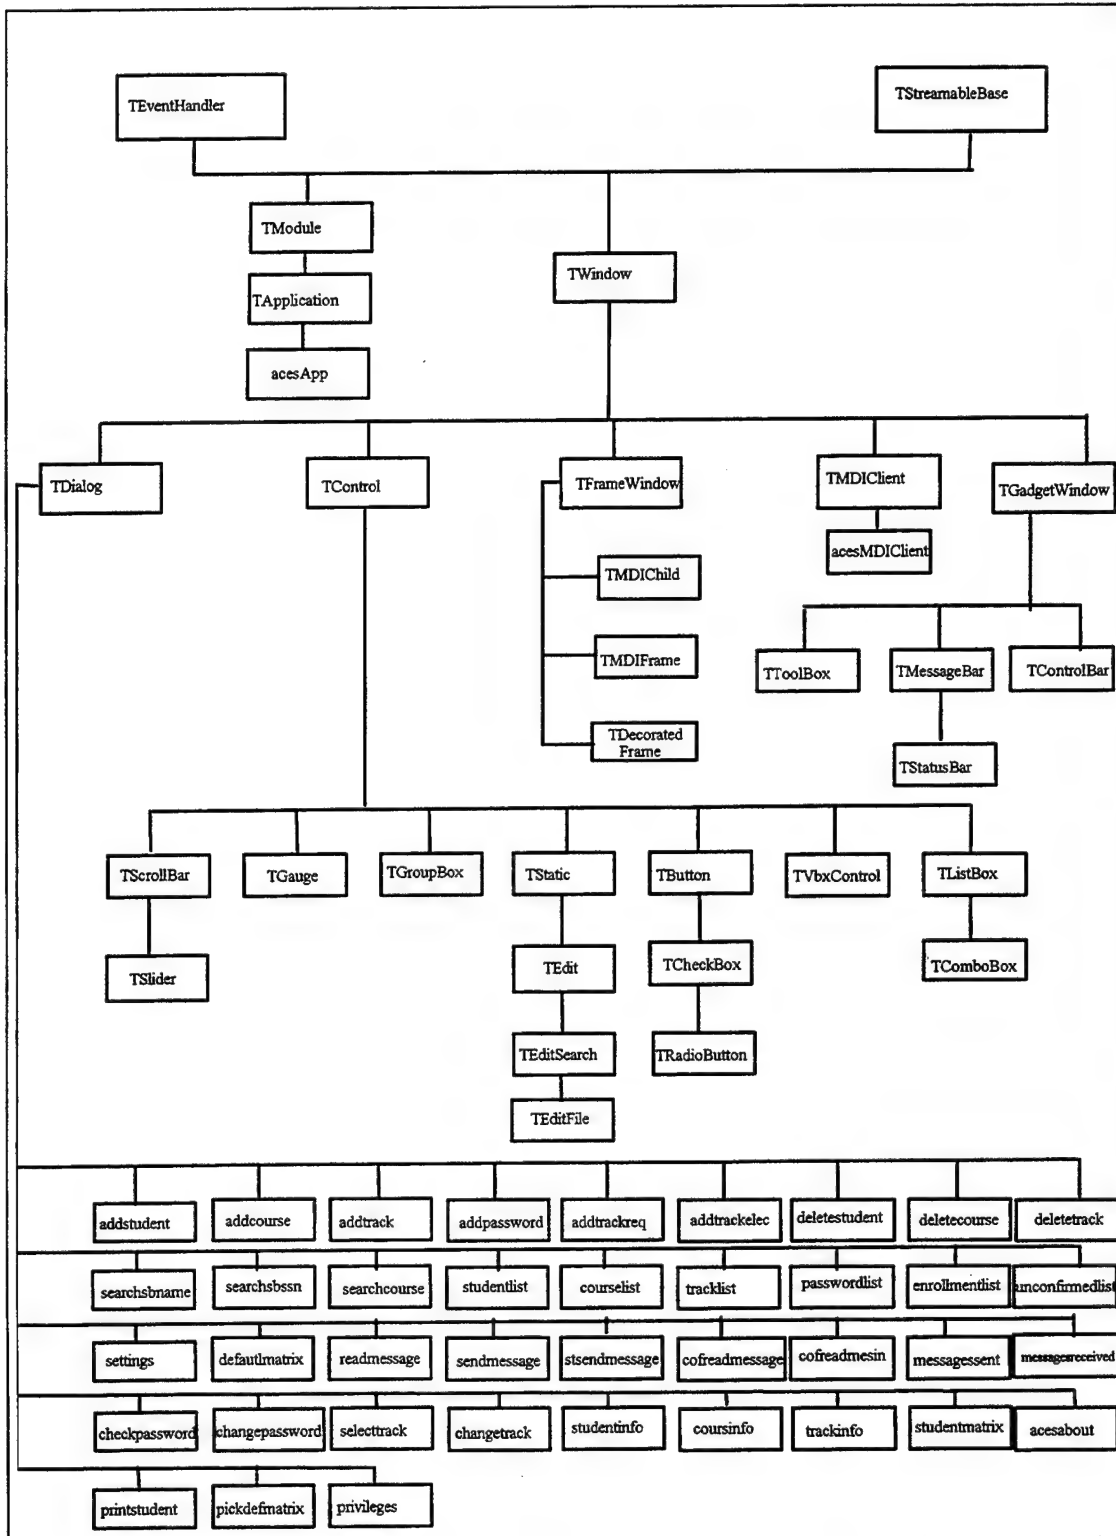 TEventHandler
TStreamableBase
TModule
TWindow
TApplication
acesApp
TDialog
TControl
TFrameWindow
TMDIClient
TGadgetWindow
acesMDIClient
TMDIChild
TMDIFrame
TToolBox
TMessageBar
TControlBar
TDecorated
Frame
TStatusBar
TScrollBar
TGauge
TGroupBox
TStatic
TButton
TVbxControl
TListBox
TSlider
TEdit
TCheckBox
TComboBox
TEditSearch
TRadioButton
TEditFile
addstudent
addcourse
addtrack
addpassword
addtrackreq
addtrackelec
deletestudent
deletecourse
deletetrack
searchsbname
searchsbssn
searchcourse
studentlist
courselist
tracklist
passwordlist
enrollmentlist
unconfirmedlist
settings
defautlmatrix
readmessage
sendmessage
stsendmessage
cofreadmessage
cofreadmesin
messagessent
messagesreceived
checkpassword
changepassword
selecttrack
changetrack
studentinfo
coursinfo
trackinfo
studentmatrix
acesabout
printstudent
pickdefmatrix
privileges